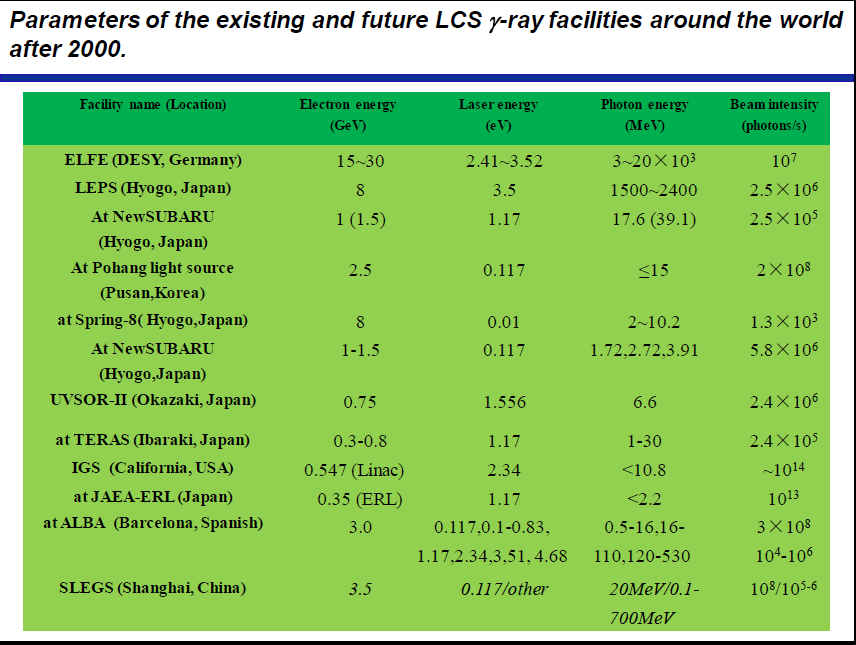 Parameters of the existing and future LCS γ-ray facilities around the world
after 2000.
Facility name (Location) Electron energy Laser energy Photon energy Beam intensity
(GeV) (eV) (MeV) (photons/s)
ELFE (DESY, Germany) 15~30 2.41~3.52 3~20×10³ 10⁷
LEPS (Hyogo, Japan) 8 3.5 1500~2400 2.5×10⁶
At NewSUBARU 1 (1.5) 1.17 17.6 (39.1) 2.5×10⁵
(Hyogo, Japan)
At Pohang light source 2.5 0.117 ≤15 2×10⁸
(Pusan,Korea)
at Spring-8( Hyogo,Japan) 8 0.01 2~10.2 1.3×10³
At NewSUBARU 1-1.5 0.117 1.72,2.72,3.91 5.8×10⁶
(Hyogo,Japan)
UVSOR-II (Okazaki, Japan) 0.75 1.556 6.6 2.4×10⁶
at TERAS (Ibaraki, Japan) 0.3-0.8 1.17 1-30 2.4×10⁵
IGS (California, USA) 0.547 (Linac) 2.34 <10.8 ~10¹⁴
at JAEA-ERL (Japan) 0.35 (ERL) 1.17 <2.2 10¹³
at ALBA (Barcelona, Spanish) 3.0 0.117,0.1-0.83, 0.5-16,16- 3×10⁸
1.17,2.34,3,51, 4.68 110,120-530 10⁴-10⁶
SLEGS (Shanghai, China) 3.5 0.117/other 20MeV/0.1- 10⁸/10⁵⁻⁶
700MeV